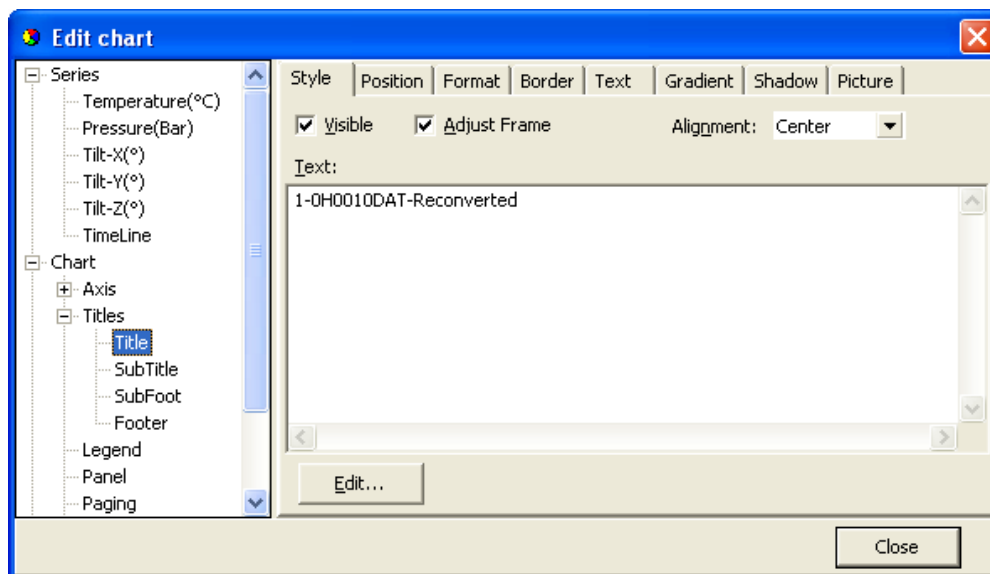 Edit chart
Series
Temperature(°C)
Pressure(Bar)
Tilt-X(°)
Tilt-Y(°)
Tilt-Z(°)
TimeLine
Chart
Axis
Titles
Title
SubTitle
SubFoot
Footer
Legend
Panel
Paging
Style Position Format Border Text Gradient Shadow Picture
Visible Adjust Frame Alignment: Center
Text:
1-0H0010DAT-Reconverted
Edit...
Close